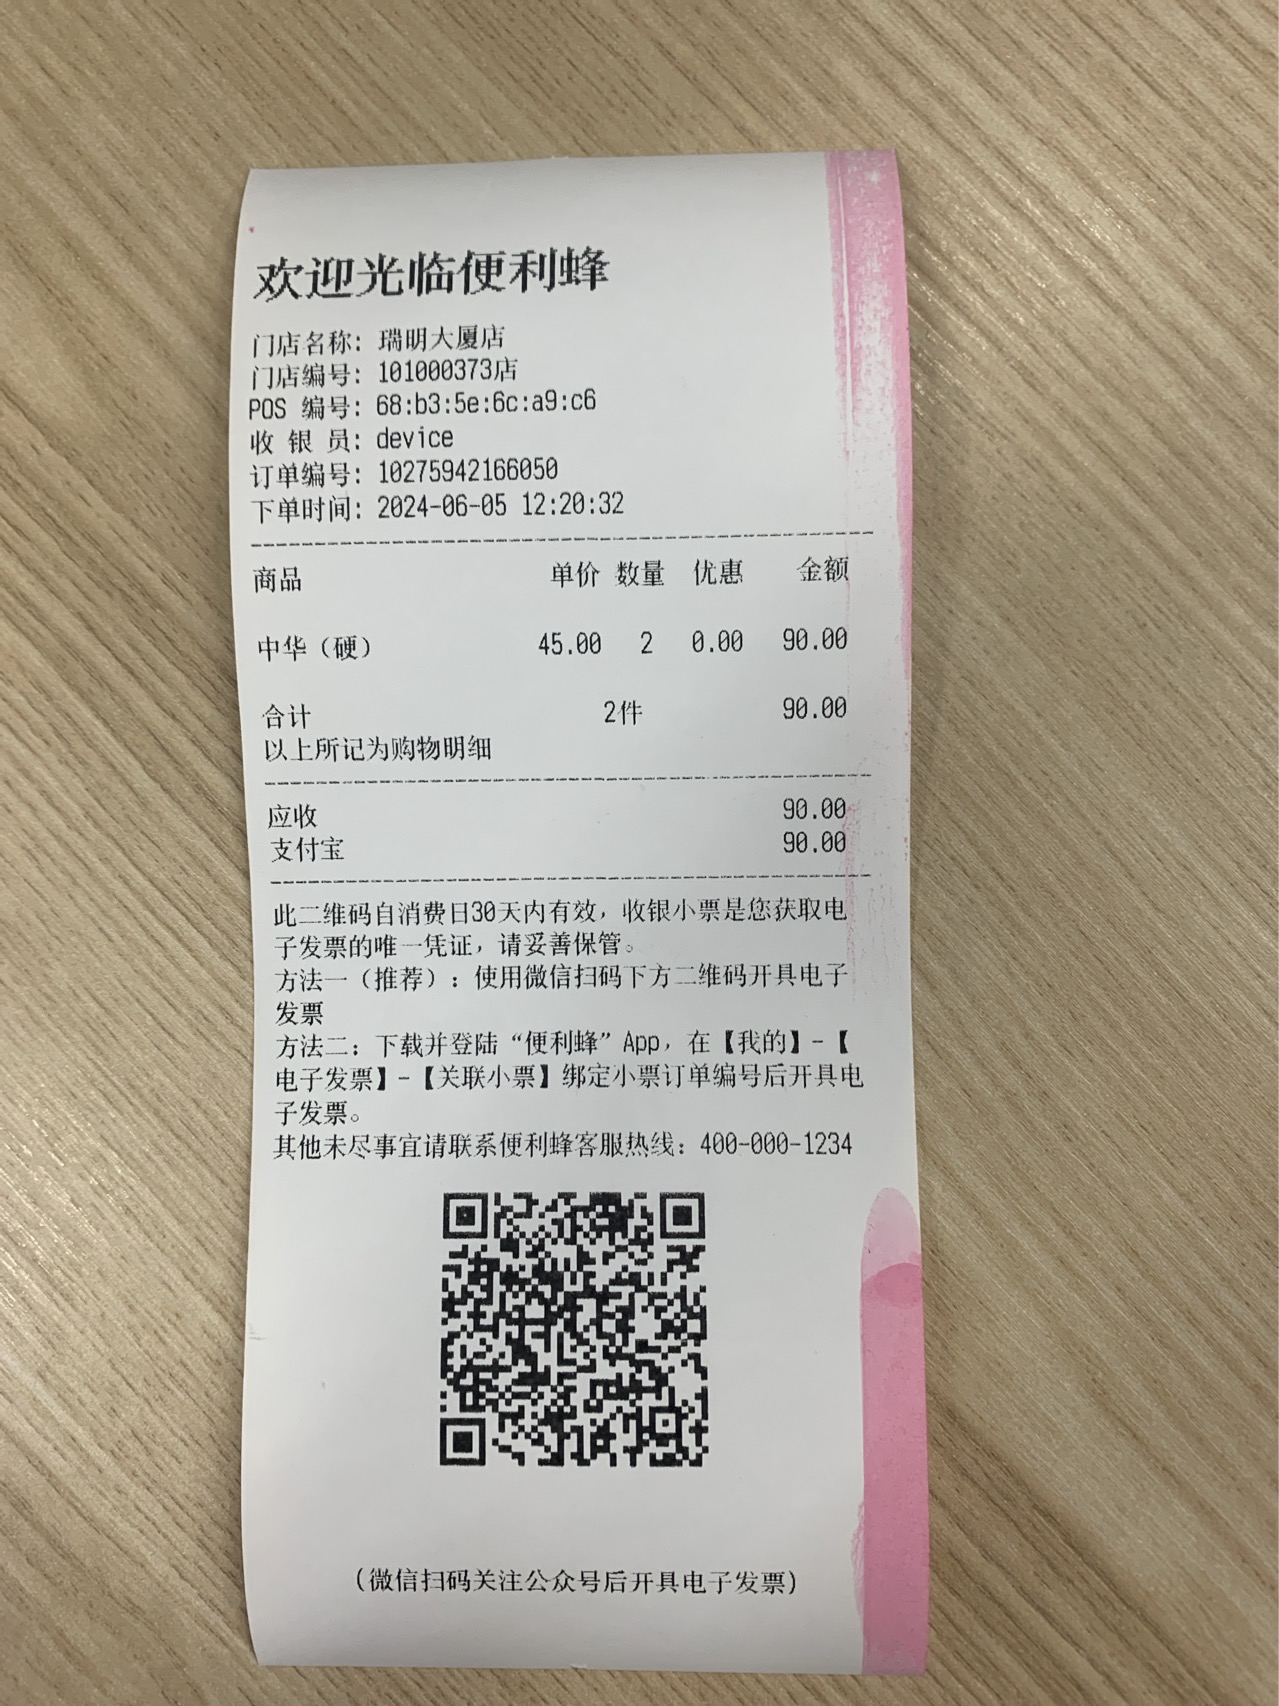 欢迎光临便利蜂
门店名称: 瑞明大厦店
门店编号: 101000373店
POS 编号: 68:b3:5e:6c:a9:c6
收 银 员: device
订单编号: 10275942166050
下单时间: 2024-06-05 12:20:32
商品 单价 数量 优惠 金额
中华（硬） 45.00 2 0.00 90.00
合计 2件 90.00
以上所记为购物明细
应收 90.00
支付宝 90.00
此二维码自消费日30天内有效，收银小票是您获取电
子发票的唯一凭证，请妥善保管。
方法一（推荐）：使用微信扫码下方二维码开具电子
发票
方法二：下载并登陆“便利蜂”App，在【我的】-【
电子发票】-【关联小票】绑定小票订单编号后开具电
子发票。
其他未尽事宜请联系便利蜂客服热线：400-000-1234
(微信扫码关注公众号后开具电子发票)